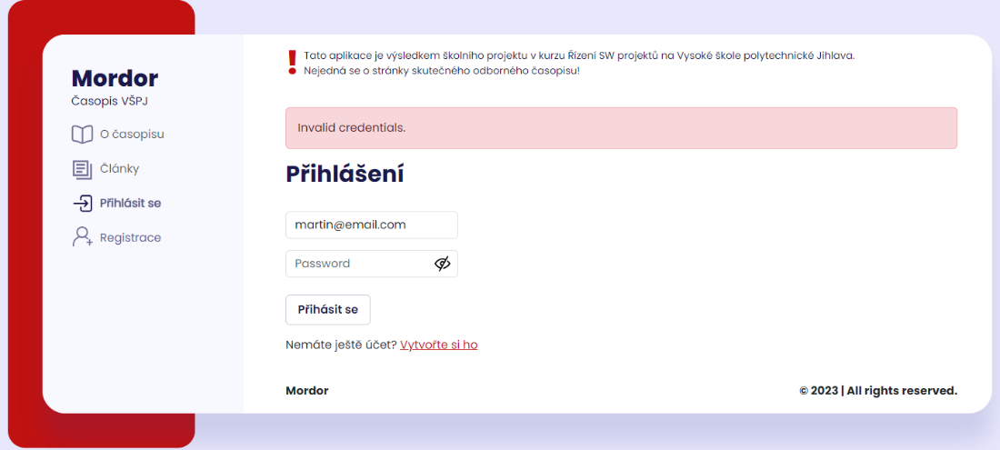 Mordor
Časopis VŠPJ
O časopisu
Články
Přihlásit se
Registrace
! Tato aplikace je výsledkem školního projektu v kurzu Řízení SW projektů na Vysoké škole polytechnické Jihlava.
Nejedná se o stránky skutečného odborného časopisu!
Invalid credentials.
Přihlášení
martin@email.com
Password
Přihásit se
Nemáte ještě účet? Vytvořte si ho
Mordor
© 2023 | All rights reserved.